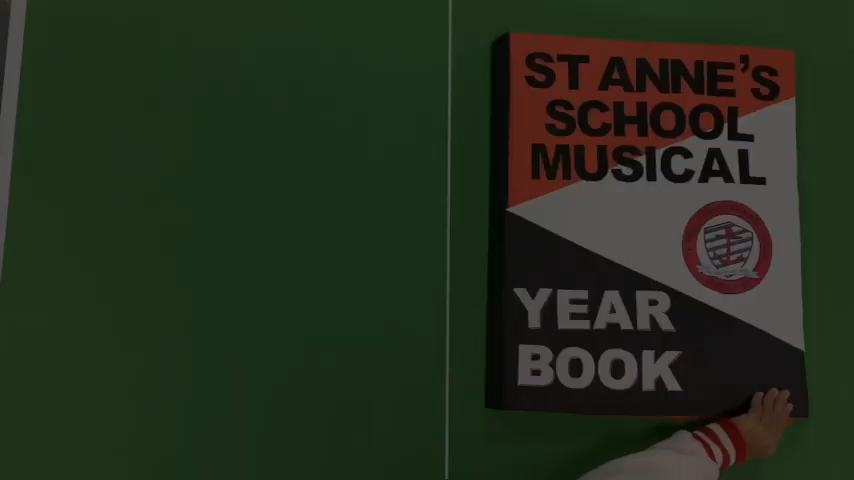 ST ANNE'S
SCHOOL
MUSICAL
YEAR
BOOK